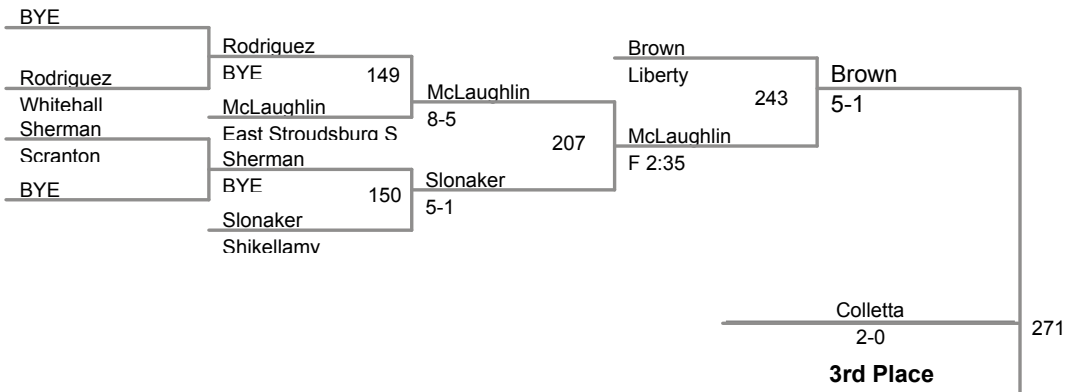 BYE
Rodriguez
Whitehall
Sherman
Scranton
BYE
Rodriguez
BYE
149
McLaughlin
East Stroudsburg S
Sherman
BYE
150
Slonaker
Shikellamy
McLaughlin
8-5
207
Slonaker
5-1
Brown
Liberty
243
McLaughlin
F 2:35
Brown
5-1
Colletta
2-0
271
3rd Place